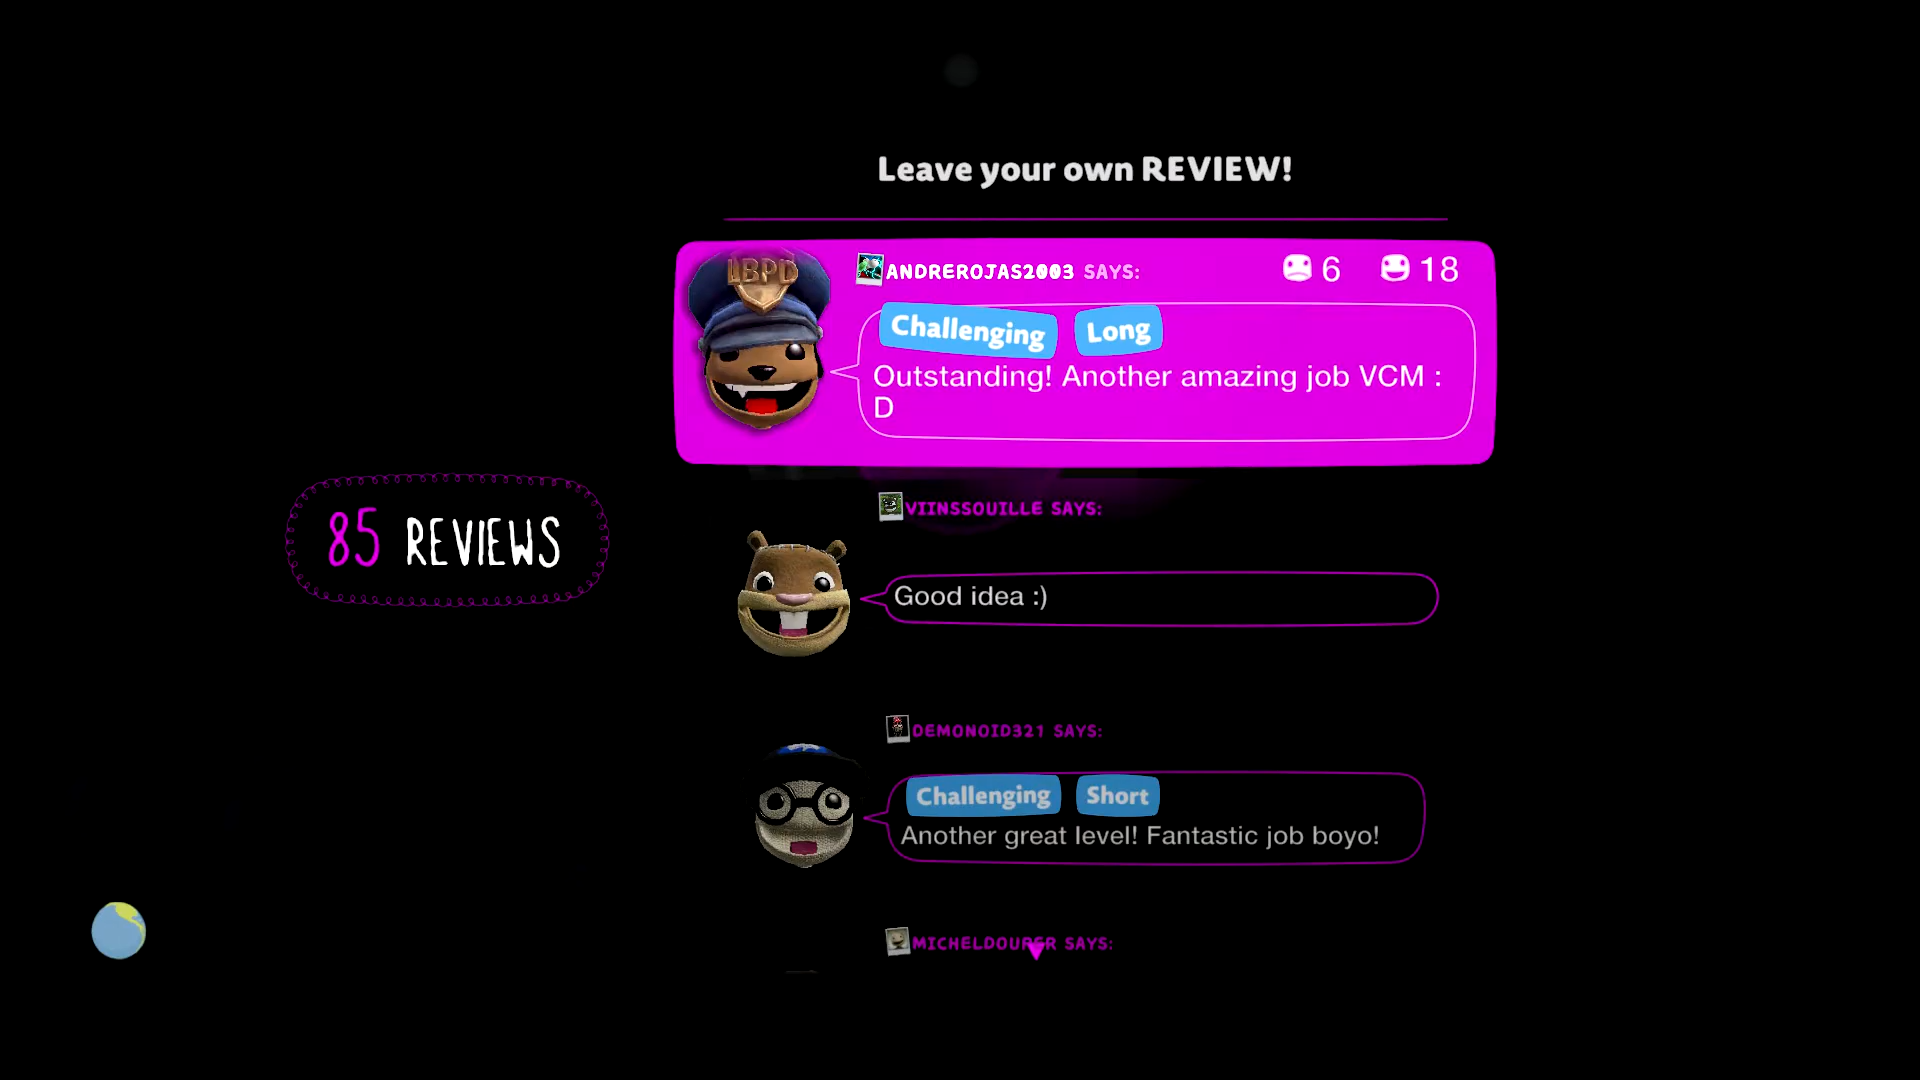 Leave your own REVIEW!
LBPD
ANDREROJAS2003 SAYS:
6
18
Challenging Long
Outstanding! Another amazing job VCM :
D
85 REVIEWS
VIINSSOUILLE SAYS:
Good idea :)
DEMONOID321 SAYS:
Challenging Short
Another great level! Fantastic job boyo!
SAYS: